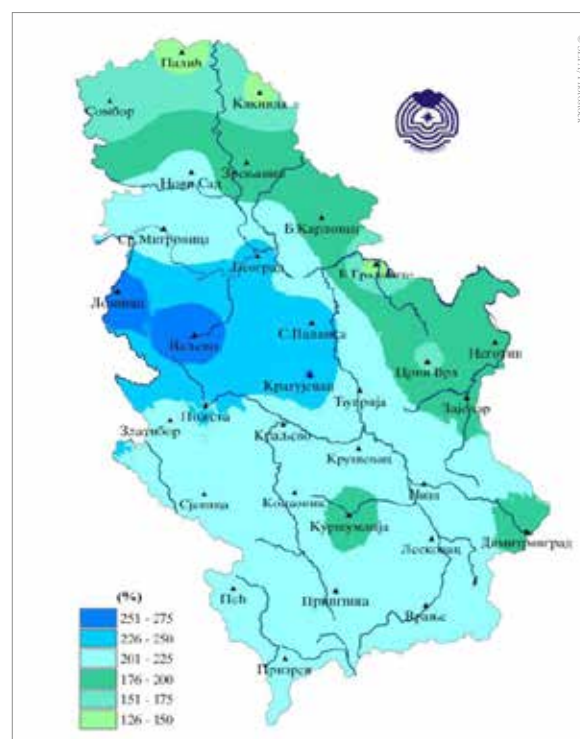 Палић
Кикинда
Сомбор
Зрењанин
Нови Сад
Б.Карловац
Ср.Митровица
Београд
В.Градиште
Лозница
Ваљево
С.Паланка
Неготин
Црни Врх
Крагујевац
Ћуприја
Зајечар
Пожега
Златибор
Краљево
Крушевац
Ниш
Сјеница
Копаоник
Куршумлија
Димитровград
Лесковац
(%)
Пећ
Приштина
Врање
251 - 275
226 - 250
201 - 225
176 - 200
151 - 175
126 - 150
Призрен